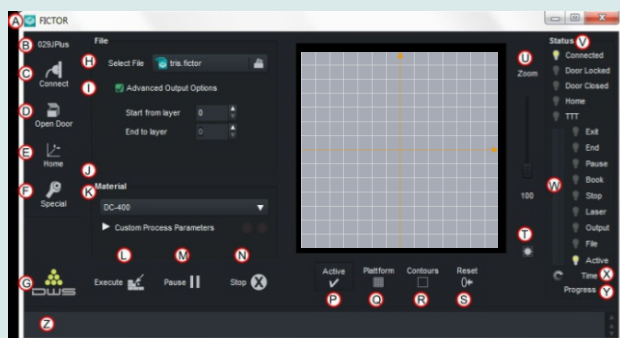 A FICTOR
B 029JPlus
C Connect
D Open Door
E Home
F Special
G DWS
File
H Select File tris.fictor
I Advanced Output Options
Start from layer 0
End to layer 0
J
Material
K DC-400
Custom Process Parameters
L M N
Execute Pause Stop
Active Plattform Contours Reset
P Q R S
U
Zoom
100
T
Status V
Connected
Door Locked
Door Closed
Home
TTT
Exit
End
Pause
Book
W Stop
Laser
Output
File
Active
Time X
Progress Y
Z